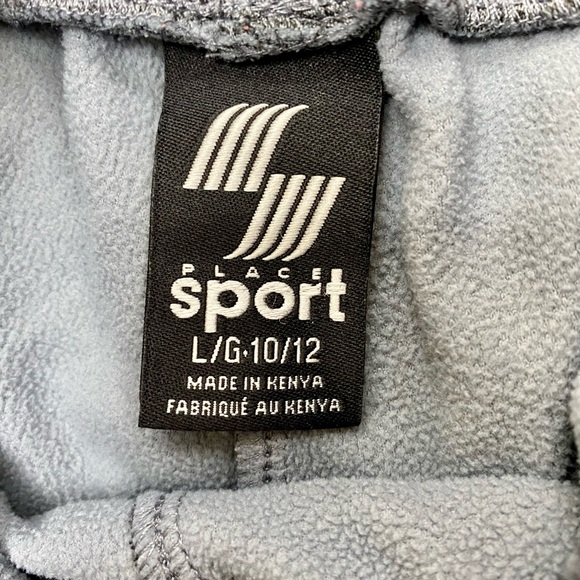 PLACE
sport
L/G·10/12
MADE IN KENYA
FABRIQUÉ AU KENYA